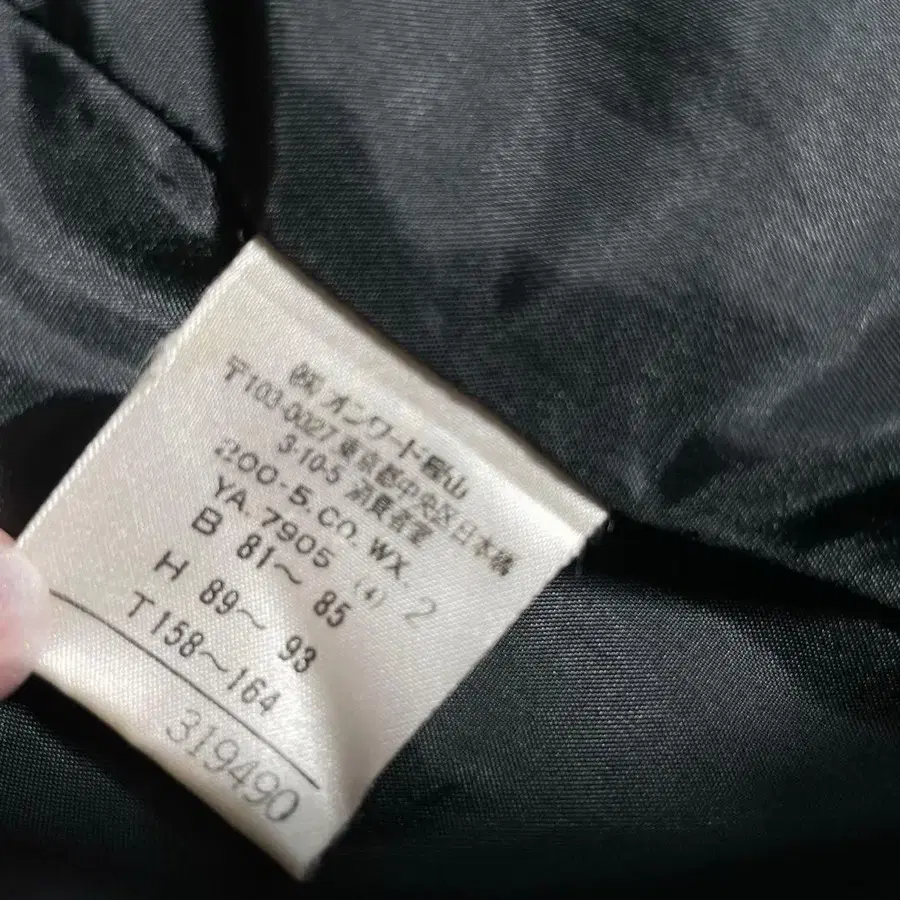 ㈱ オンワード樫山
〒103-0027 東京都中央区日本橋
3-10-5 消費者室
200-5.CO.WX. 2
YA.7905 (4)
B 81～ 85
H 89～ 93
T 158～164
319490